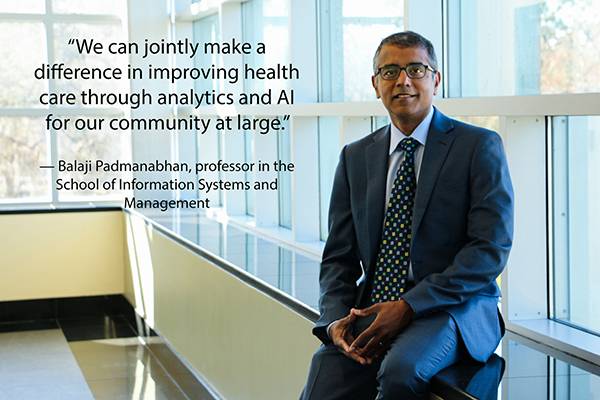 “We can jointly make a
difference in improving health
care through analytics and AI
for our community at large.”
— Balaji Padmanabhan, professor in the
School of Information Systems and
Management